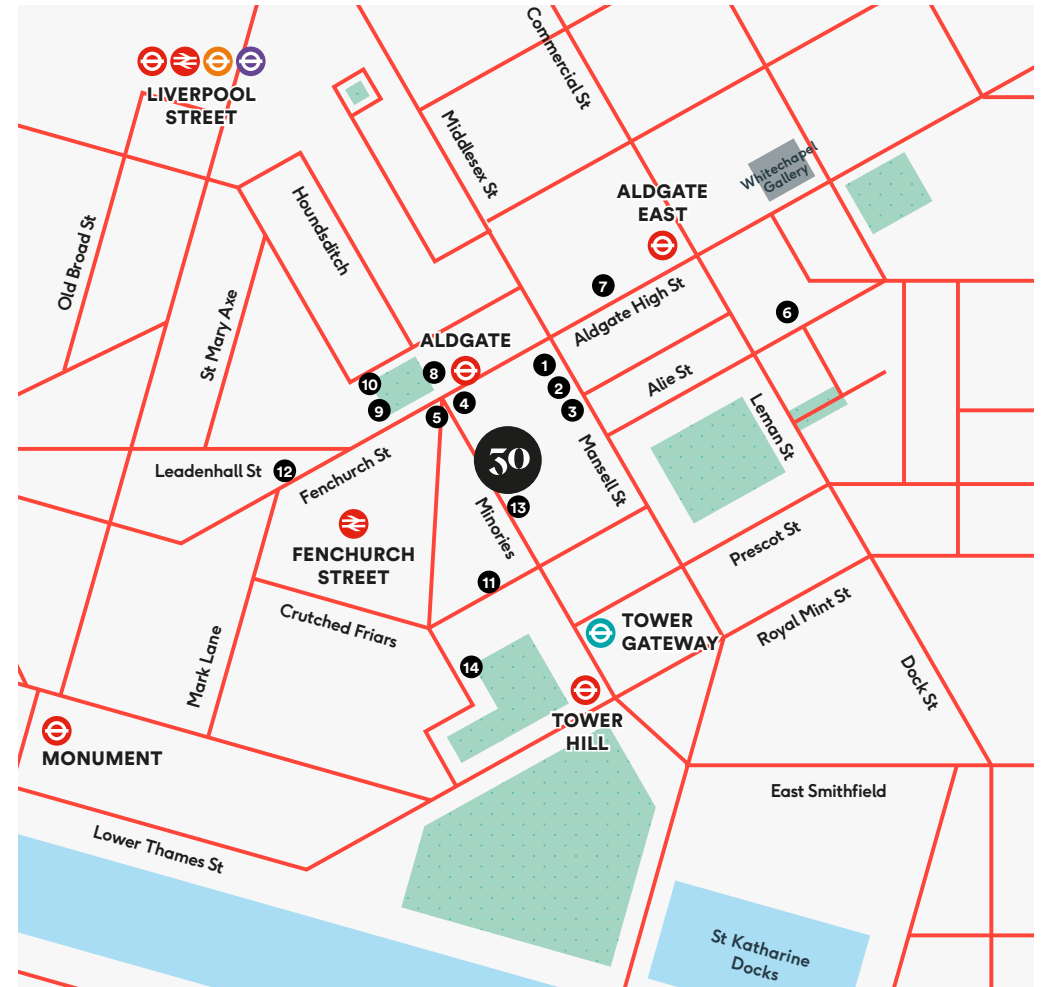 Commercial St
LIVERPOOL
STREET
Middlesex St
Whitechapel
Gallery
ALDGATE
EAST
Houndsditch
Old Broad St
St Mary Axe
7
Aldgate High St
6
ALDGATE
1
8
10
2
Alie St
4
9
3
5
Leman St
30
Mansell St
Leadenhall St
12
Fenchurch St
13
Minories
FENCHURCH
STREET
Prescot St
11
Crutched Friars
TOWER
GATEWAY
Royal Mint St
14
Mark Lane
Dock St
TOWER
HILL
MONUMENT
East Smithfield
Lower Thames St
St Katharine
Docks